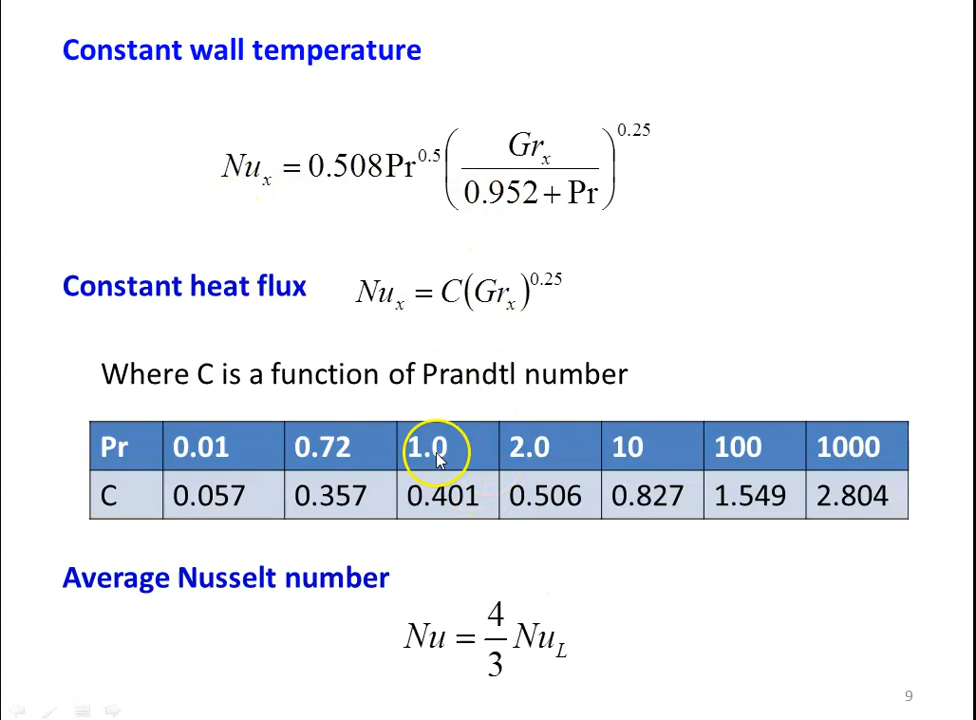 Constant wall temperature
Nu_x = 0.508 Pr^0.5 (Gr_x / (0.952 + Pr))^0.25
Constant heat flux Nu_x = C(Gr_x)^0.25
Where C is a function of Prandtl number
Pr 0.01 0.72 1.0 2.0 10 100 1000
C 0.057 0.357 0.401 0.506 0.827 1.549 2.804
Average Nusselt number
Nu = 4/3 Nu_L
9